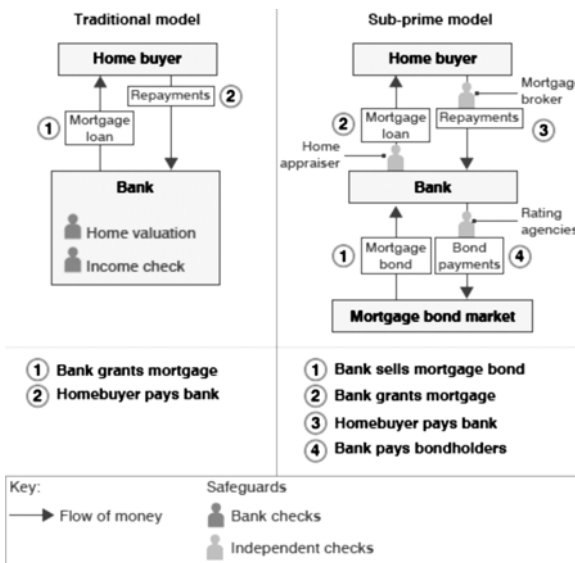 Traditional model
Home buyer
Repayments
2
1
Mortgage
loan
Bank
Home valuation
Income check
1 Bank grants mortgage
2 Homebuyer pays bank
Sub-prime model
Home buyer
Mortgage
broker
2
Mortgage
loan
Repayments
3
Home
appraiser
Bank
Rating
agencies
1
Mortgage
bond
Bond
payments
4
Mortgage bond market
1 Bank sells mortgage bond
2 Bank grants mortgage
3 Homebuyer pays bank
4 Bank pays bondholders
Key:
Flow of money
Safeguards
Bank checks
Independent checks